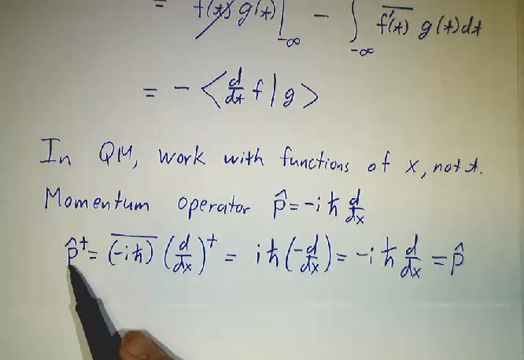 = f(t) g(t) |_{-∞} - ∫_{-∞} \overline{f'(t)} g(t) dt
= - < d/dt f | g >
In QM, work with functions of x, not t.
Momentum operator p̂ = -iħ d/dx
p̂† = \overline{(-iħ)} (d/dx)† = iħ (-d/dx) = -iħ d/dx = p̂